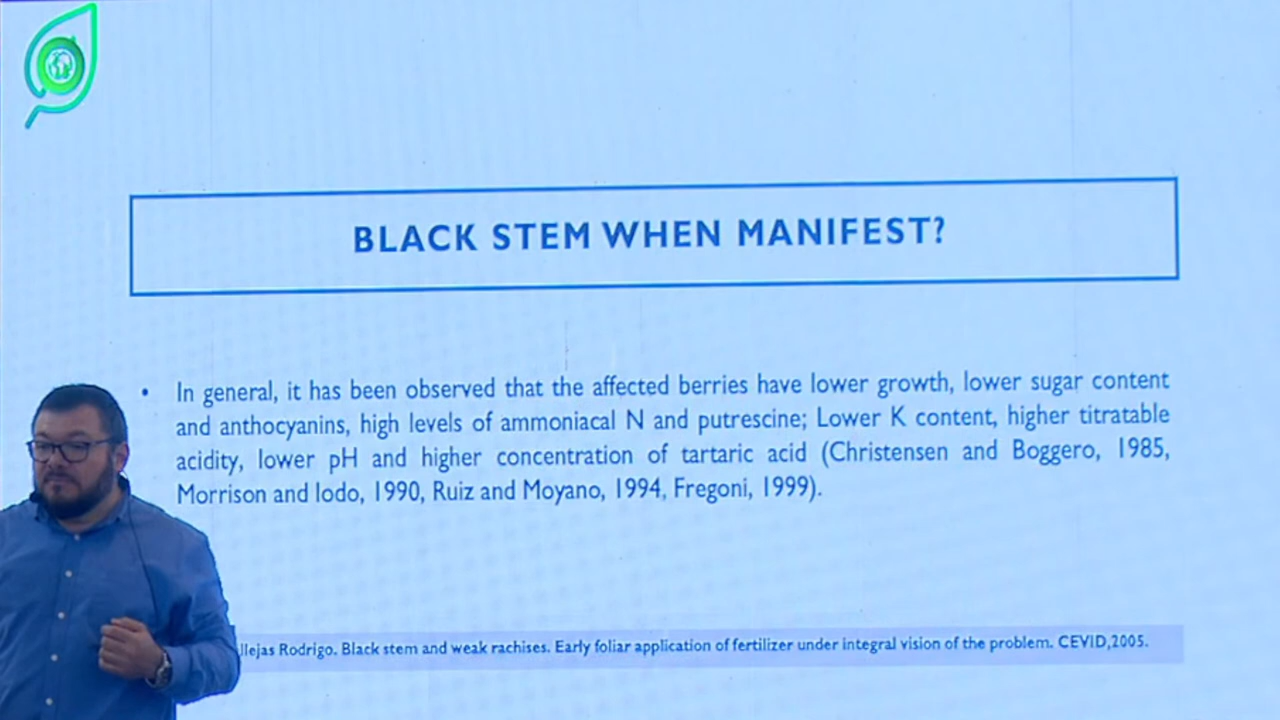 BLACK STEM WHEN MANIFEST?
• In general, it has been observed that the affected berries have lower growth, lower sugar content
and anthocyanins, high levels of ammoniacal N and putrescine; Lower K content, higher titratable
acidity, lower pH and higher concentration of tartaric acid (Christensen and Boggero, 1985,
Morrison and Iodo, 1990, Ruiz and Moyano, 1994, Fregoni, 1999).
Rodrigo. Black stem and weak rachises. Early foliar application of fertilizer under integral vision of the problem. CEVID,2005.